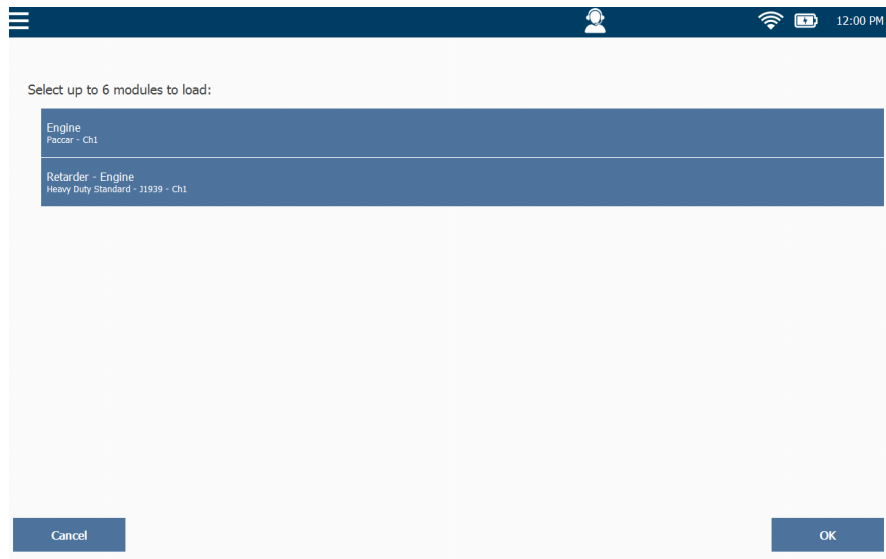 12:00 PM
Select up to 6 modules to load:
Engine
Paccar - Ch1
Retarder - Engine
Heavy Duty Standard - J1939 - Ch1
Cancel
OK